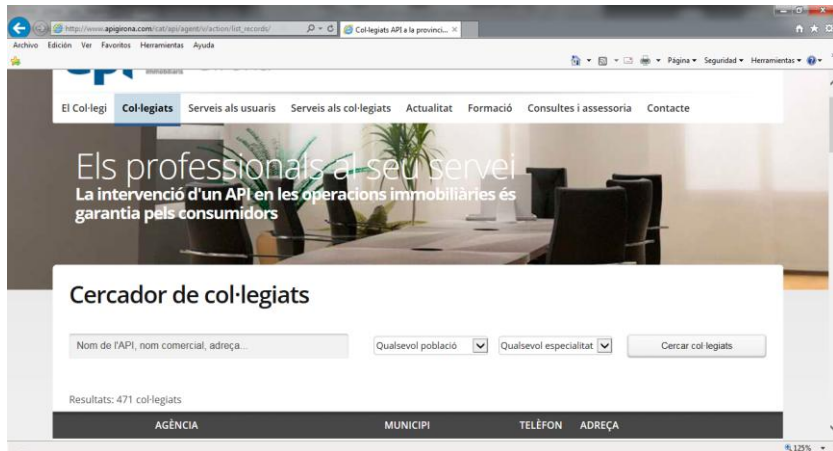 http://www.apigirona.com/cat/api/agent/v/action/list_records/
Col·legiats API a la provinci...
Archivo Edición Ver Favoritos Herramientas Ayuda
Página Seguridad Herramientas
El Col·legi Col·legiats Serveis als usuaris Serveis als col·legiats Actualitat Formació Consultes i assessoria Contacte
Els professionals al seu servei
La intervenció d'un API en les operacions immobiliàries és
garantia pels consumidors
Cercador de col·legiats
Nom de l'API, nom comercial, adreça...
Qualsevol població
Qualsevol especialitat
Cercar col·legiats
Resultats: 471 col·legiats
AGÈNCIA MUNICIPI TELÈFON ADREÇA
125%